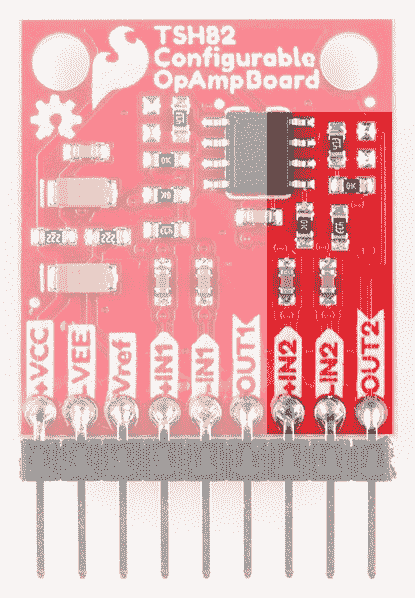 TSH82
Configurable
OpAmpBoard
+VCC
-VEE
Vref
+IN1
-IN1
OUT1
+IN2
-IN2
OUT2